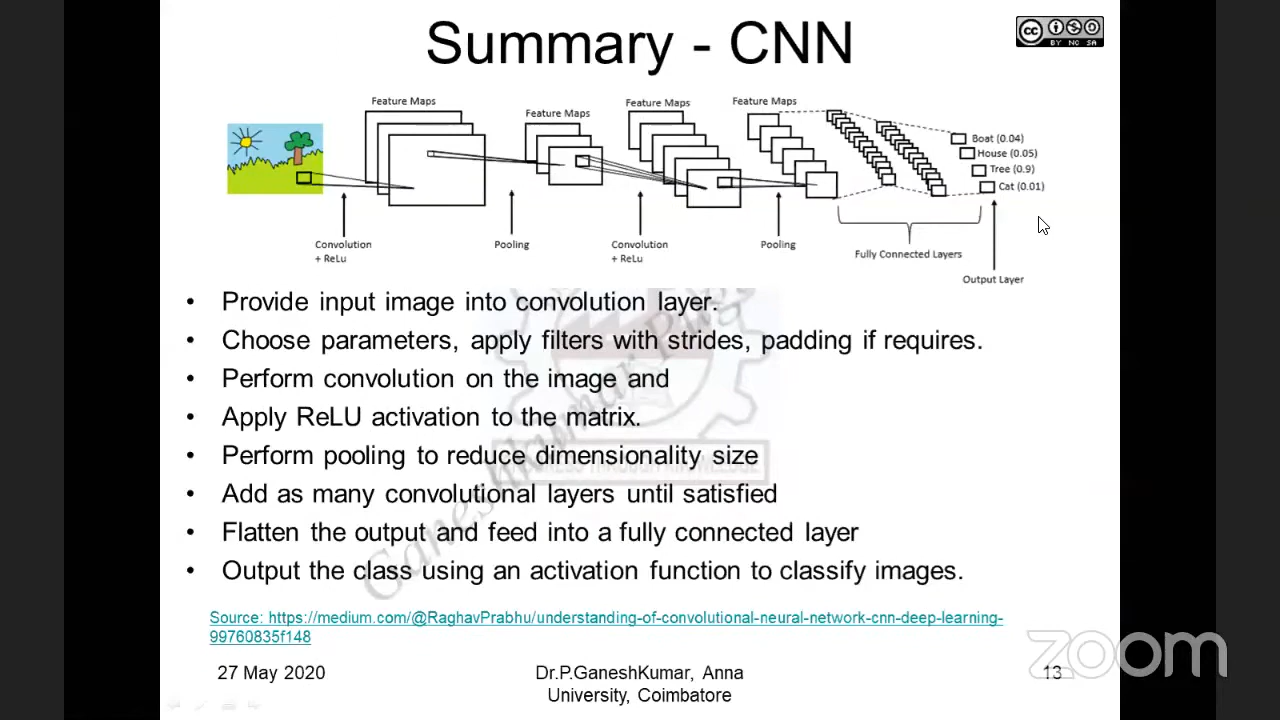 Summary - CNN
cc
BY NC SA
Feature Maps
Feature Maps
Feature Maps
Feature Maps
Boat (0.04)
House (0.05)
Tree (0.9)
Cat (0.01)
Convolution
+ ReLu
Pooling
Convolution
+ ReLu
Pooling
Fully Connected Layers
Output Layer
• Provide input image into convolution layer.
• Choose parameters, apply filters with strides, padding if requires.
• Perform convolution on the image and
• Apply ReLU activation to the matrix.
• Perform pooling to reduce dimensionality size
• Add as many convolutional layers until satisfied
• Flatten the output and feed into a fully connected layer
• Output the class using an activation function to classify images.
Source: https://medium.com/@RaghavPrabhu/understanding-of-convolutional-neural-network-cnn-deep-learning-
99760835f148
27 May 2020
Dr.P.GaneshKumar, Anna
University, Coimbatore
13
zoom